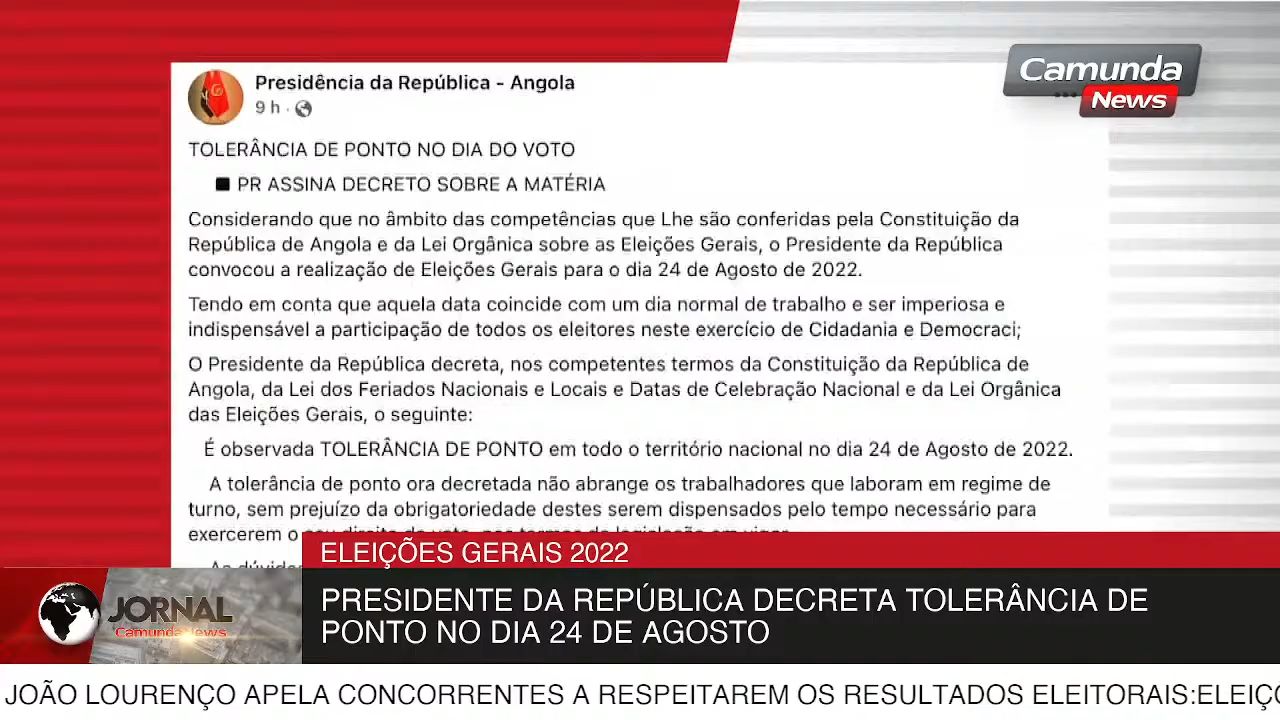 Camunda
News
Presidência da República - Angola
9 h ·
TOLERÂNCIA DE PONTO NO DIA DO VOTO
■ PR ASSINA DECRETO SOBRE A MATÉRIA
Considerando que no âmbito das competências que Lhe são conferidas pela Constituição da
República de Angola e da Lei Orgânica sobre as Eleições Gerais, o Presidente da República
convocou a realização de Eleições Gerais para o dia 24 de Agosto de 2022.
Tendo em conta que aquela data coincide com um dia normal de trabalho e ser imperiosa e
indispensável a participação de todos os eleitores neste exercício de Cidadania e Democraci;
O Presidente da República decreta, nos competentes termos da Constituição da República de
Angola, da Lei dos Feriados Nacionais e Locais e Datas de Celebração Nacional e da Lei Orgânica
das Eleições Gerais, o seguinte:
É observada TOLERÂNCIA DE PONTO em todo o território nacional no dia 24 de Agosto de 2022.
A tolerância de ponto ora decretada não abrange os trabalhadores que laboram em regime de
turno, sem prejuízo da obrigatoriedade destes serem dispensados pelo tempo necessário para
exercerem o
ELEIÇÕES GERAIS 2022
PRESIDENTE DA REPÚBLICA DECRETA TOLERÂNCIA DE
PONTO NO DIA 24 DE AGOSTO
JORNAL
Camunda News
JOÃO LOURENÇO APELA CONCORRENTES A RESPEITAREM OS RESULTADOS ELEITORAIS:ELEIÇ